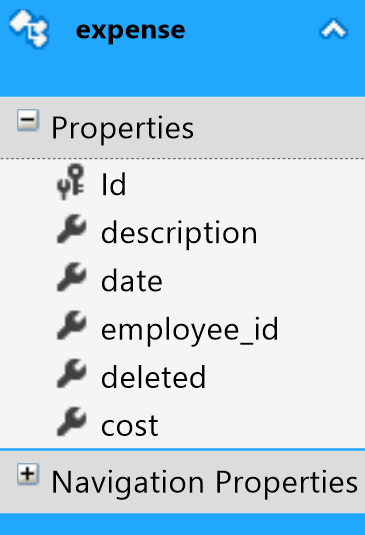 expense
Properties
Id
description
date
employee_id
deleted
cost
Navigation Properties